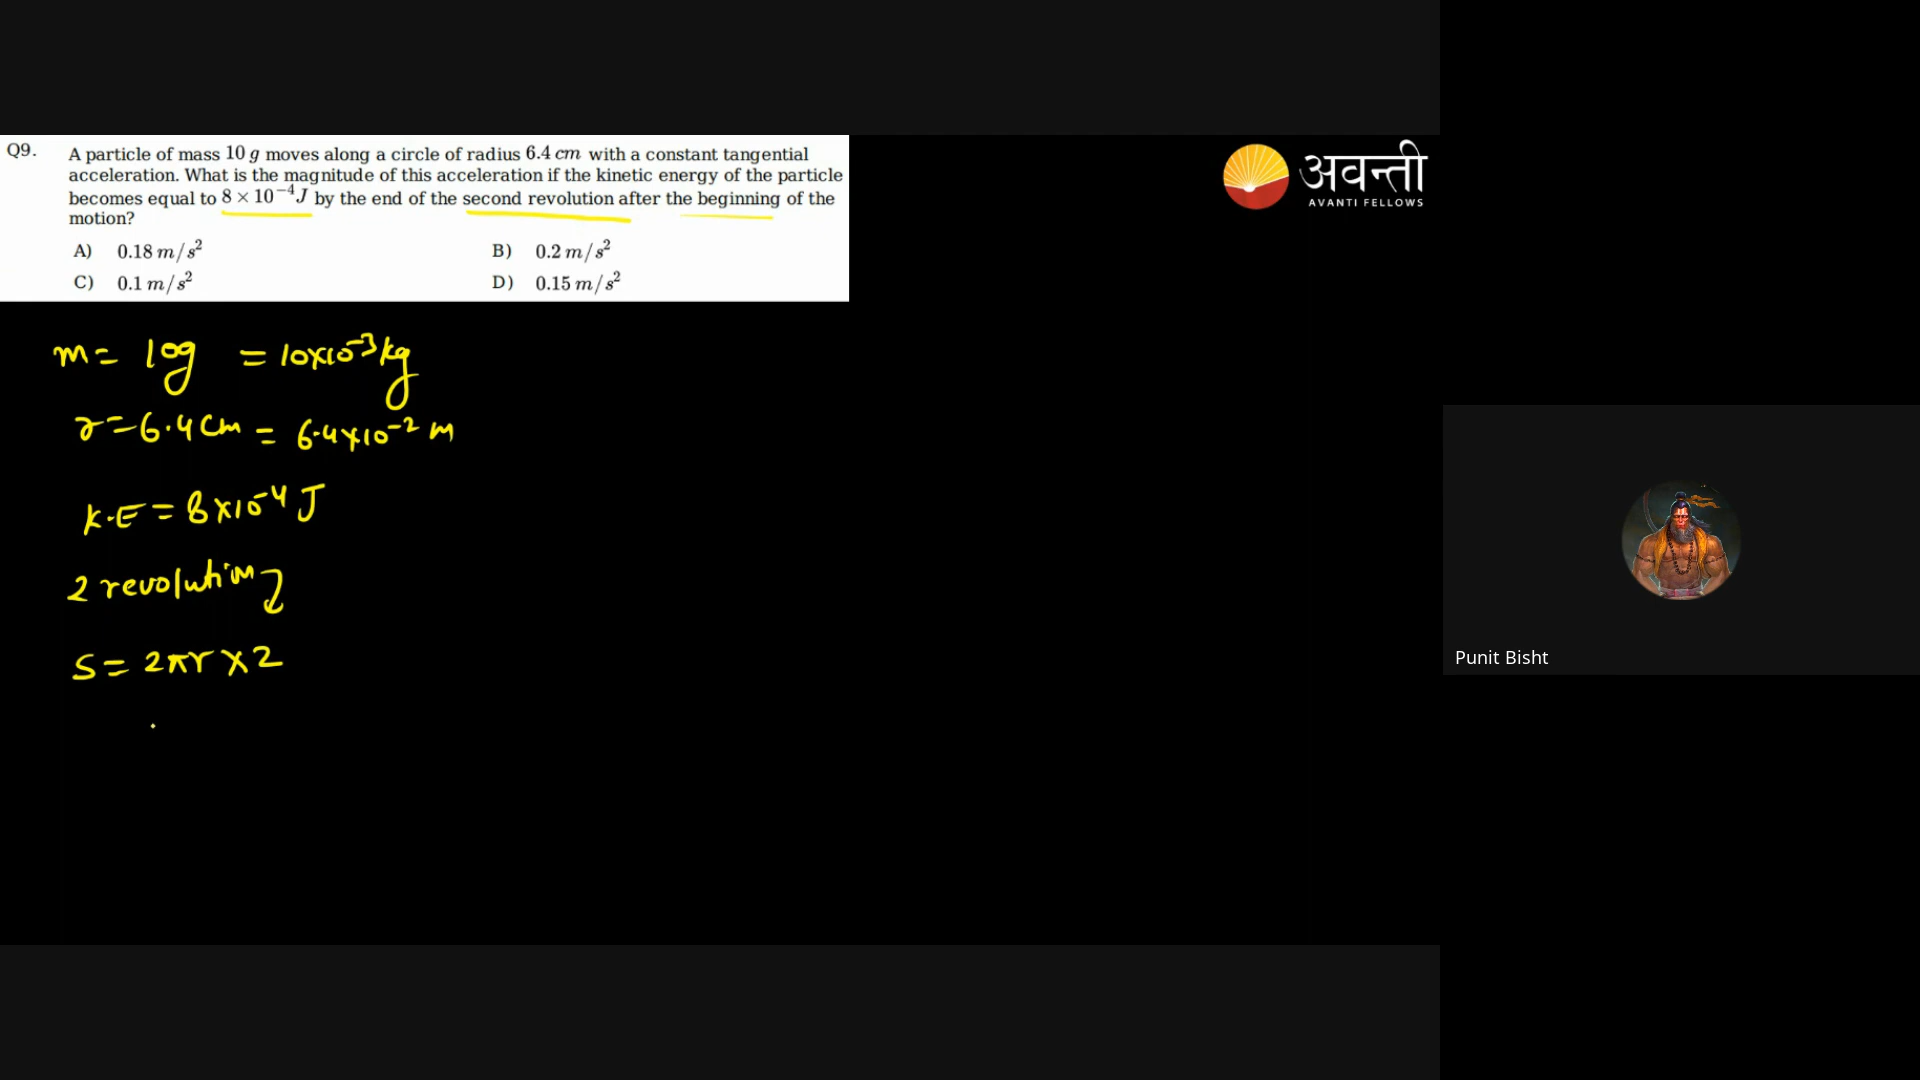 Q9. A particle of mass 10 g moves along a circle of radius 6.4 cm with a constant tangential
acceleration. What is the magnitude of this acceleration if the kinetic energy of the particle
becomes equal to 8 × 10⁻⁴ J by the end of the second revolution after the beginning of the
motion?
A) 0.18 m/s² B) 0.2 m/s²
C) 0.1 m/s² D) 0.15 m/s²
अवन्ती
AVANTI FELLOWS
m = 10g = 10×10⁻³ kg
r = 6.4 cm = 6.4×10⁻² m
K.E = 8×10⁻⁴ J
2 revolution
S = 2πr × 2
Punit Bisht